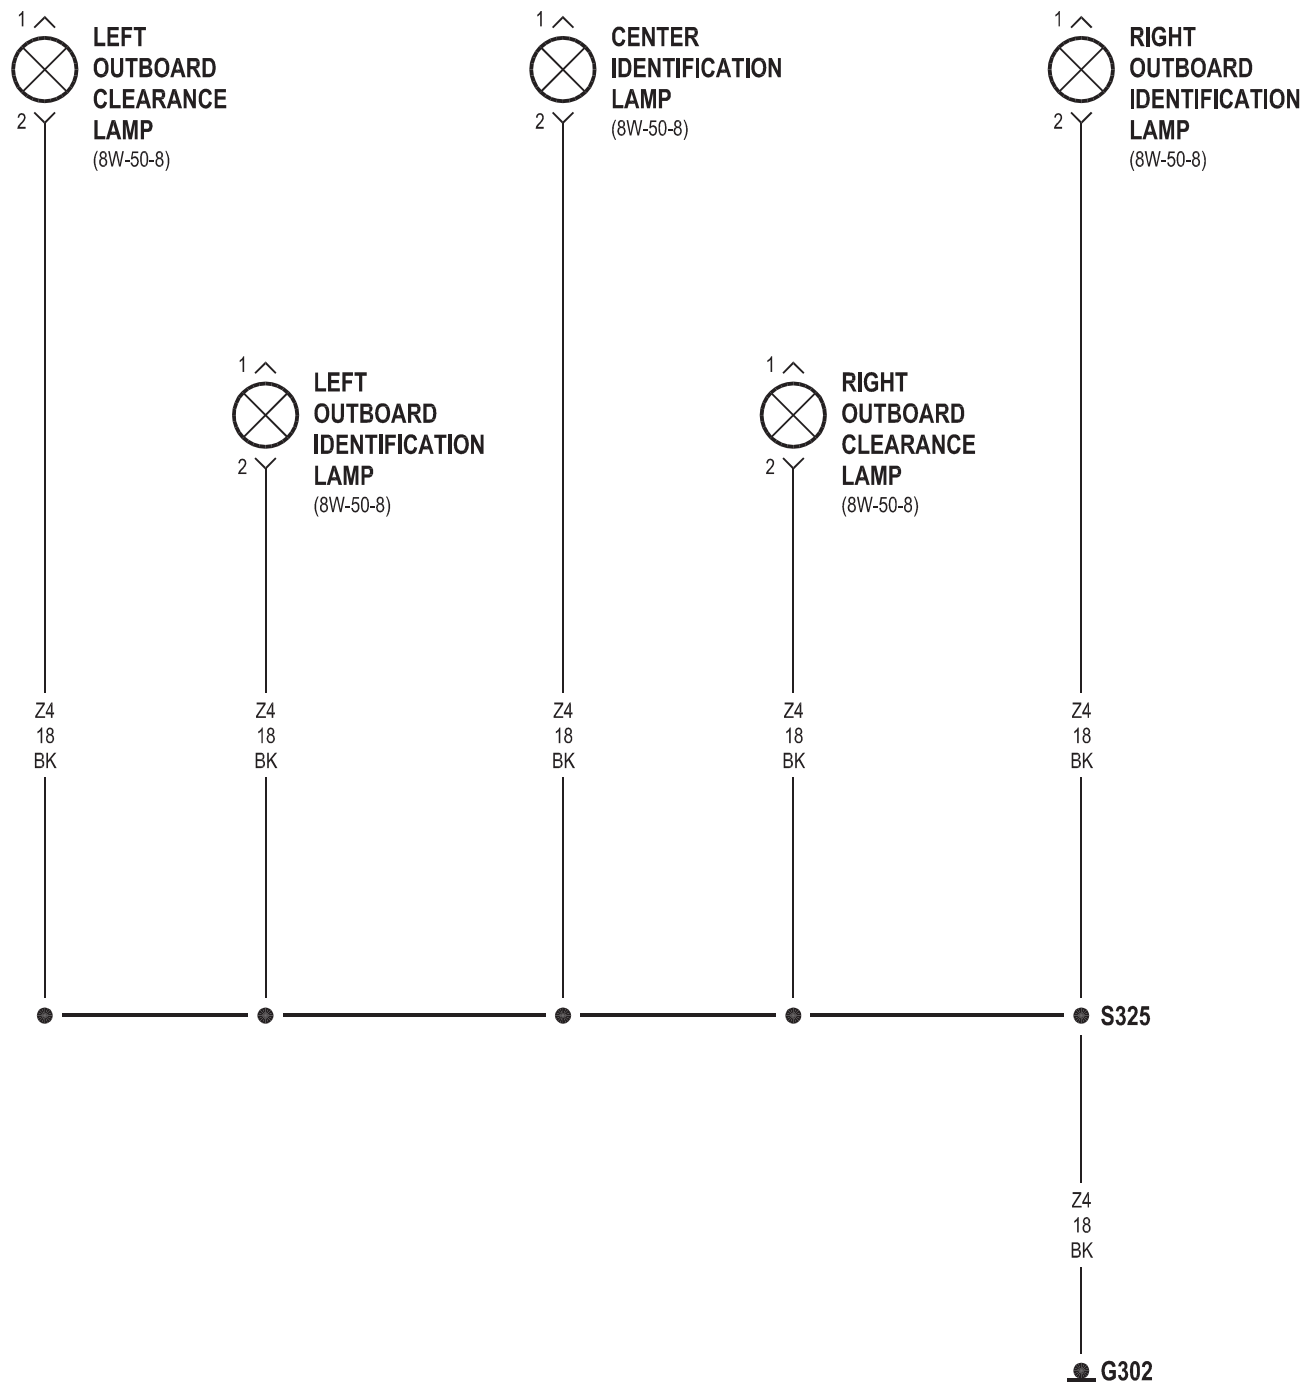 1
LEFT
OUTBOARD
CLEARANCE
LAMP
(8W-50-8)
2
1
CENTER
IDENTIFICATION
LAMP
(8W-50-8)
2
1
RIGHT
OUTBOARD
IDENTIFICATION
LAMP
(8W-50-8)
2
1
LEFT
OUTBOARD
IDENTIFICATION
LAMP
(8W-50-8)
2
1
RIGHT
OUTBOARD
CLEARANCE
LAMP
(8W-50-8)
2
Z4
18
BK
Z4
18
BK
Z4
18
BK
Z4
18
BK
Z4
18
BK
S325
Z4
18
BK
G302